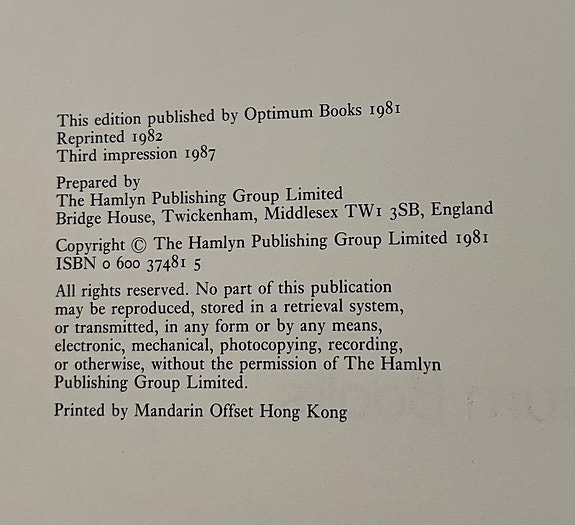 This edition published by Optimum Books 1981
Reprinted 1982
Third impression 1987
Prepared by
The Hamlyn Publishing Group Limited
Bridge House, Twickenham, Middlesex TW1 3SB, England
Copyright © The Hamlyn Publishing Group Limited 1981
ISBN 0 600 37481 5
All rights reserved. No part of this publication
may be reproduced, stored in a retrieval system,
or transmitted, in any form or by any means,
electronic, mechanical, photocopying, recording,
or otherwise, without the permission of The Hamlyn
Publishing Group Limited.
Printed by Mandarin Offset Hong Kong